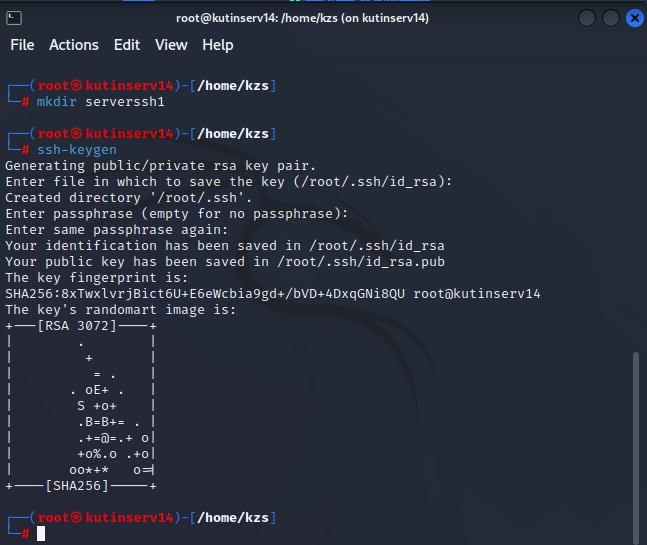 root@kutinserv14: /home/kzs (on kutinserv14)
File Actions Edit View Help
┌──(root㉿kutinserv14)-[/home/kzs]
└─# mkdir serverssh1
┌──(root㉿kutinserv14)-[/home/kzs]
└─# ssh-keygen
Generating public/private rsa key pair.
Enter file in which to save the key (/root/.ssh/id_rsa):
Created directory '/root/.ssh'.
Enter passphrase (empty for no passphrase):
Enter same passphrase again:
Your identification has been saved in /root/.ssh/id_rsa
Your public key has been saved in /root/.ssh/id_rsa.pub
The key fingerprint is:
SHA256:8xTwxlvrjBict6U+E6eWcbia9gd+/bVD+4DxqGNi8QU root@kutinserv14
The key's randomart image is:
+---[RSA 3072]----+
|        .        |
|         +       |
|          = .    |
|       . oE+ .   |
|        S +o+    |
|        .B=B+= . |
|        .+=@=.+ o|
|        +o%.o .+o|
|       oo*+*   o=|
+----[SHA256]-----+
┌──(root㉿kutinserv14)-[/home/kzs]
└─#